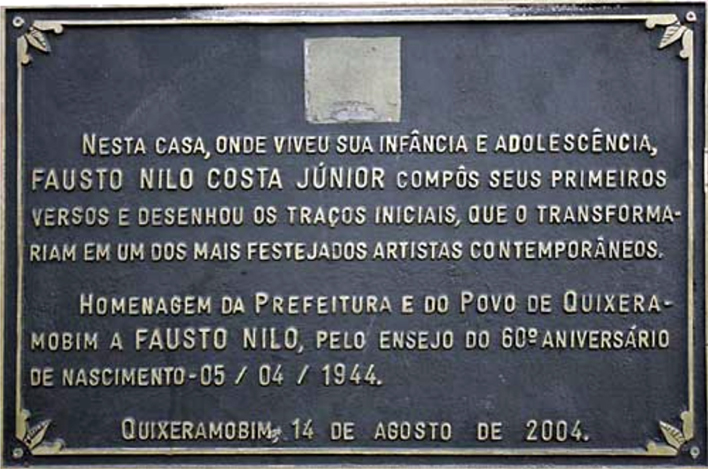 NESTA CASA, ONDE VIVEU SUA INFÂNCIA E ADOLESCÊNCIA,
FAUSTO NILO COSTA JÚNIOR COMPÔS SEUS PRIMEIROS
VERSOS E DESENHOU OS TRAÇOS INICIAIS, QUE O TRANSFORMA-
RIAM EM UM DOS MAIS FESTEJADOS ARTISTAS CONTEMPORÂNEOS.
HOMENAGEM DA PREFEITURA E DO POVO DE QUIXERA-
MOBIM A FAUSTO NILO, PELO ENSEJO DO 60º ANIVERSÁRIO
DE NASCIMENTO-05 / 04 / 1944.
QUIXERAMOBIM, 14 DE AGOSTO DE 2004.